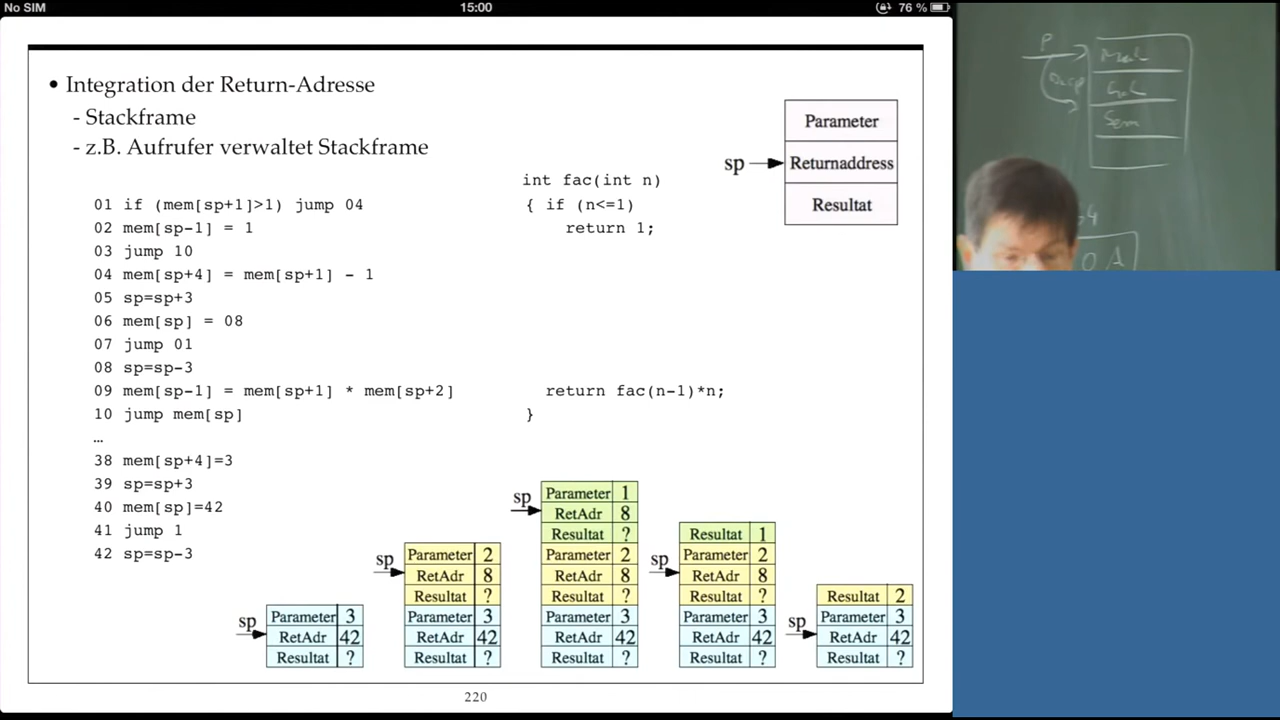 No SIM 15:00 76 %
• Integration der Return-Adresse
- Stackframe
- z.B. Aufrufer verwaltet Stackframe
Parameter
sp Returnaddress
Resultat
int fac(int n)
01 if (mem[sp+1]>1) jump 04 { if (n<=1)
02 mem[sp-1] = 1 return 1;
03 jump 10
04 mem[sp+4] = mem[sp+1] - 1
05 sp=sp+3
06 mem[sp] = 08
07 jump 01
08 sp=sp-3
09 mem[sp-1] = mem[sp+1] * mem[sp+2] return fac(n-1)*n;
10 jump mem[sp] }
…
38 mem[sp+4]=3
39 sp=sp+3
40 mem[sp]=42
41 jump 1
42 sp=sp-3
sp
Parameter 3
RetAdr 42
Resultat ?
sp
Parameter 2
RetAdr 8
Resultat ?
Parameter 3
RetAdr 42
Resultat ?
sp
Parameter 1
RetAdr 8
Resultat ?
Parameter 2
RetAdr 8
Resultat ?
Parameter 3
RetAdr 42
Resultat ?
sp
Resultat 1
Parameter 2
RetAdr 8
Resultat ?
Parameter 3
RetAdr 42
Resultat ?
sp
Resultat 2
Parameter 3
RetAdr 42
Resultat ?
220
P